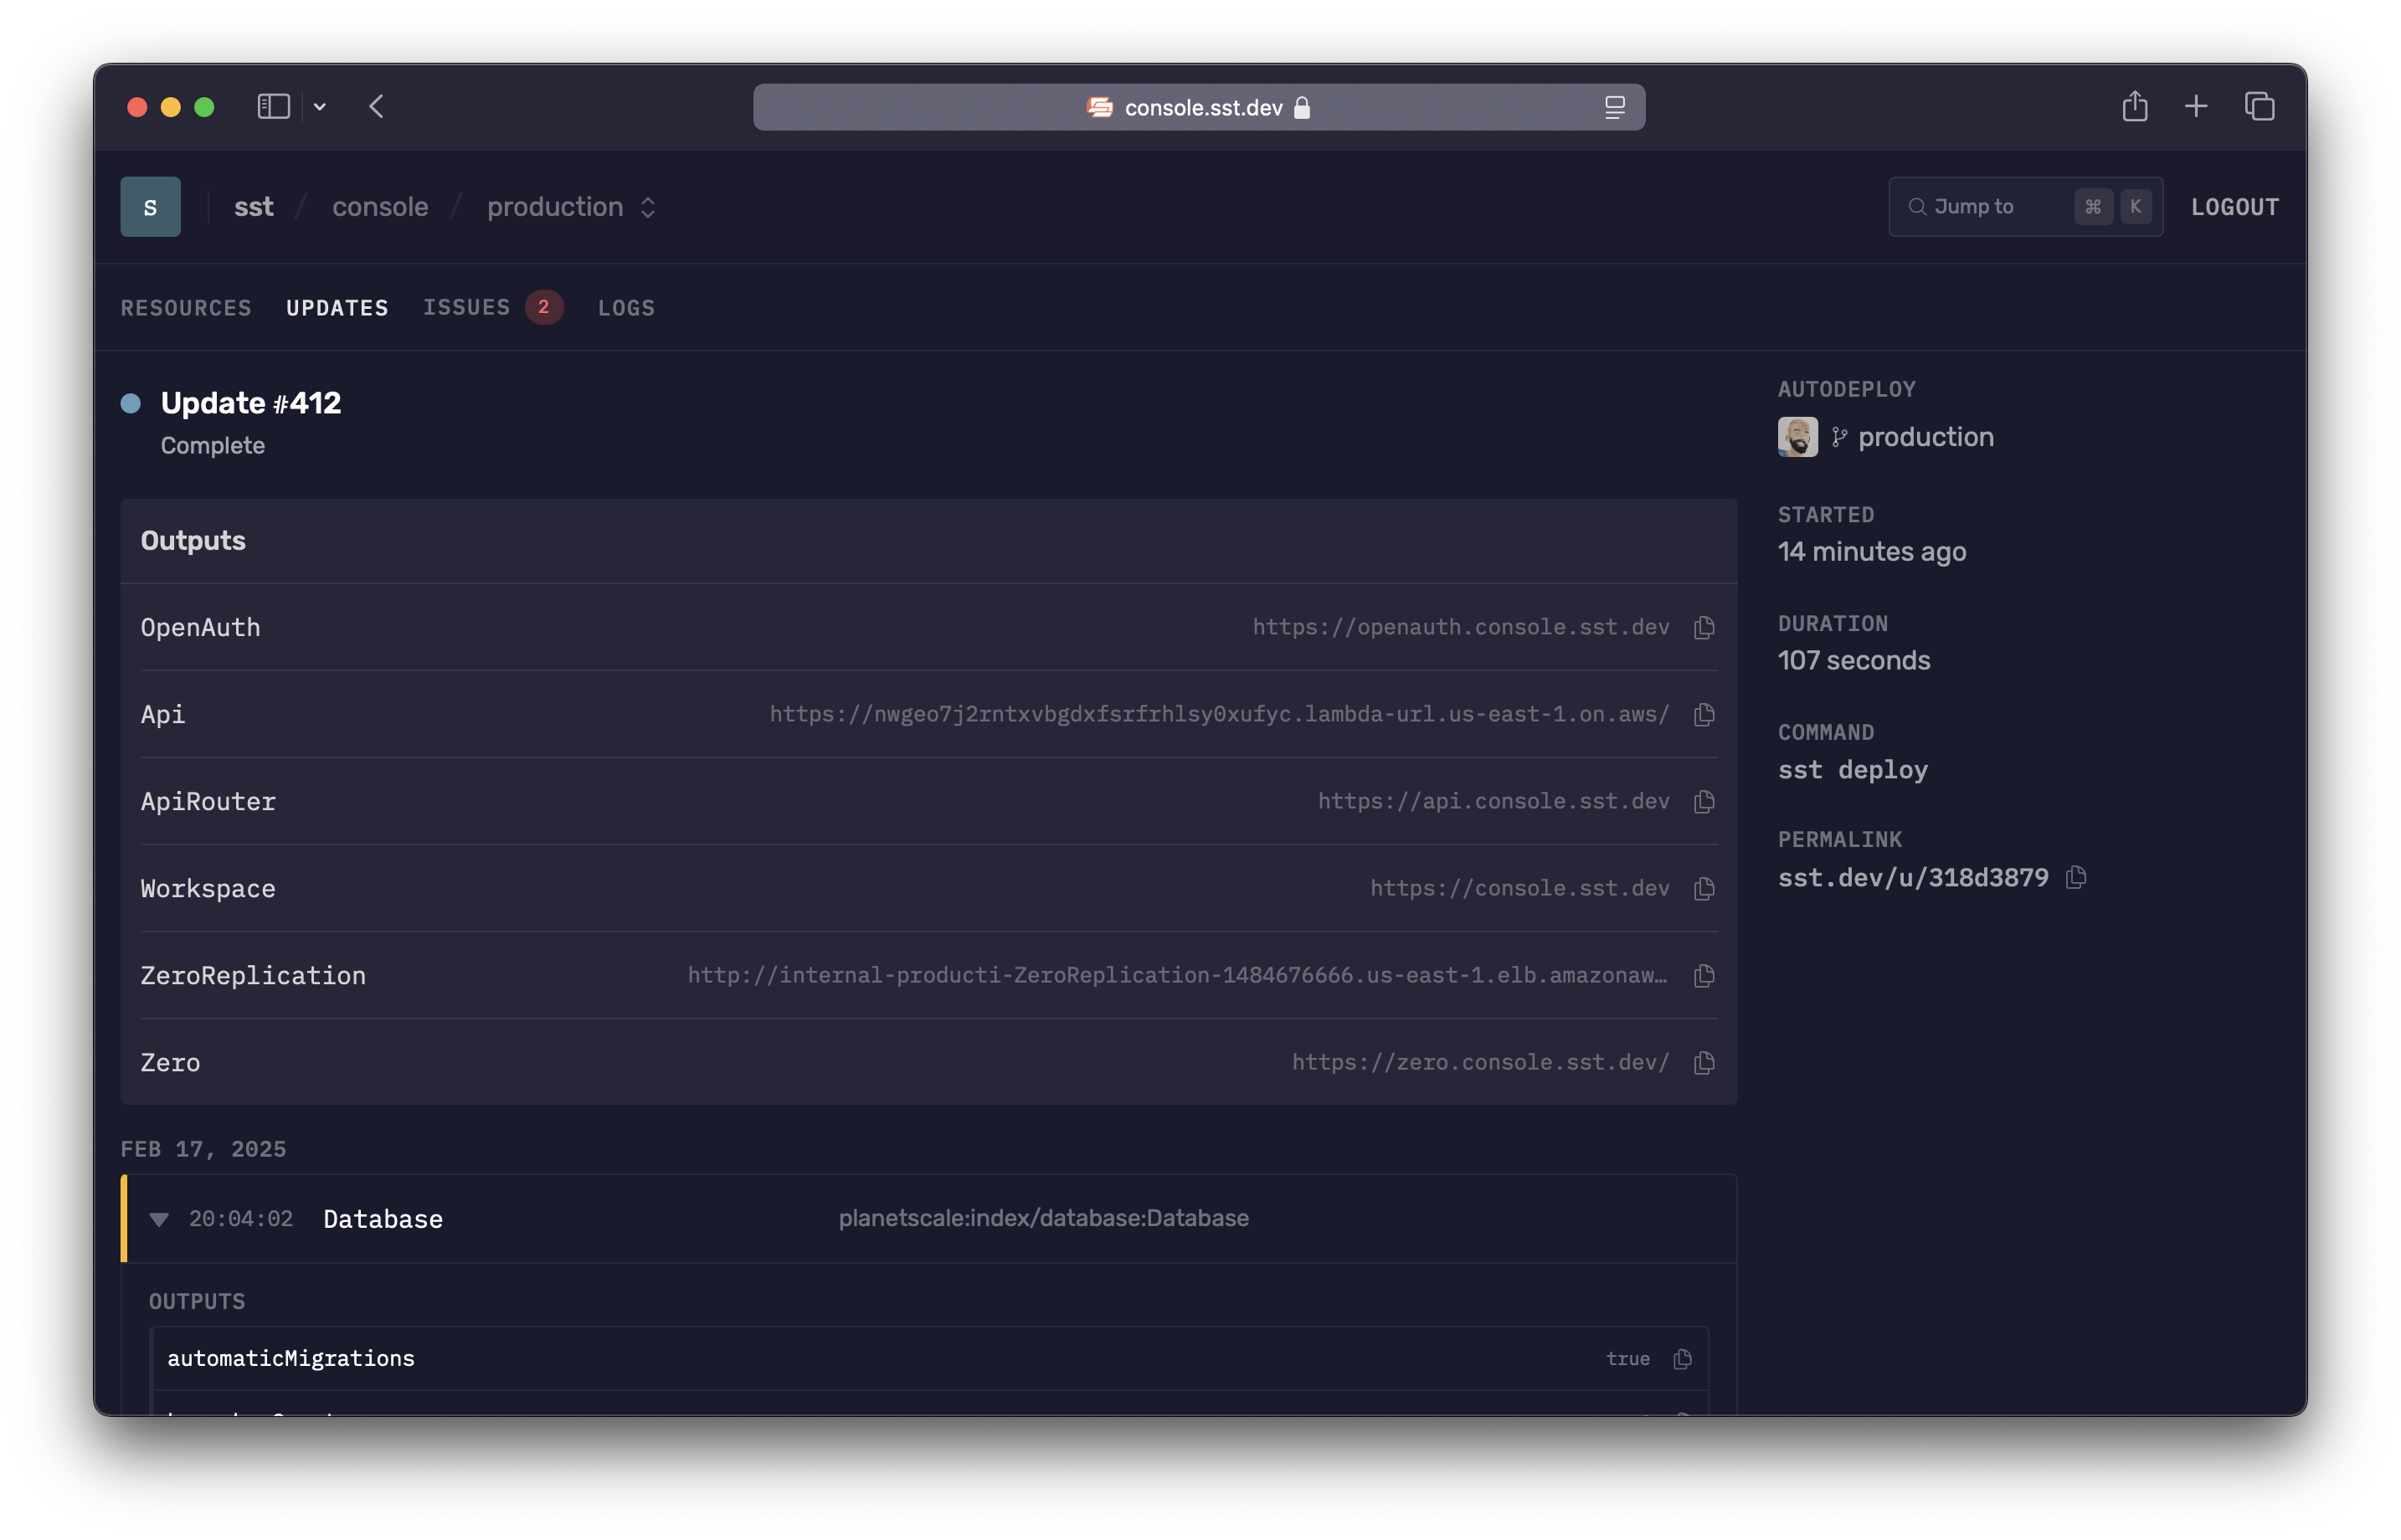 console.sst.dev
S
sst / console / production
Jump to ⌘ K
LOGOUT
RESOURCES UPDATES ISSUES 2 LOGS
Update #412
Complete
Outputs
OpenAuth https://openauth.console.sst.dev
Api https://nwgeo7j2rntxvbgdxfsrfrhlsy0xufyc.lambda-url.us-east-1.on.aws/
ApiRouter https://api.console.sst.dev
Workspace https://console.sst.dev
ZeroReplication http://internal-producti-ZeroReplication-1484676666.us-east-1.elb.amazonaw…
Zero https://zero.console.sst.dev/
FEB 17, 2025
20:04:02 Database planetscale:index/database:Database
OUTPUTS
automaticMigrations true
AUTODEPLOY
production
STARTED
14 minutes ago
DURATION
107 seconds
COMMAND
sst deploy
PERMALINK
sst.dev/u/318d3879